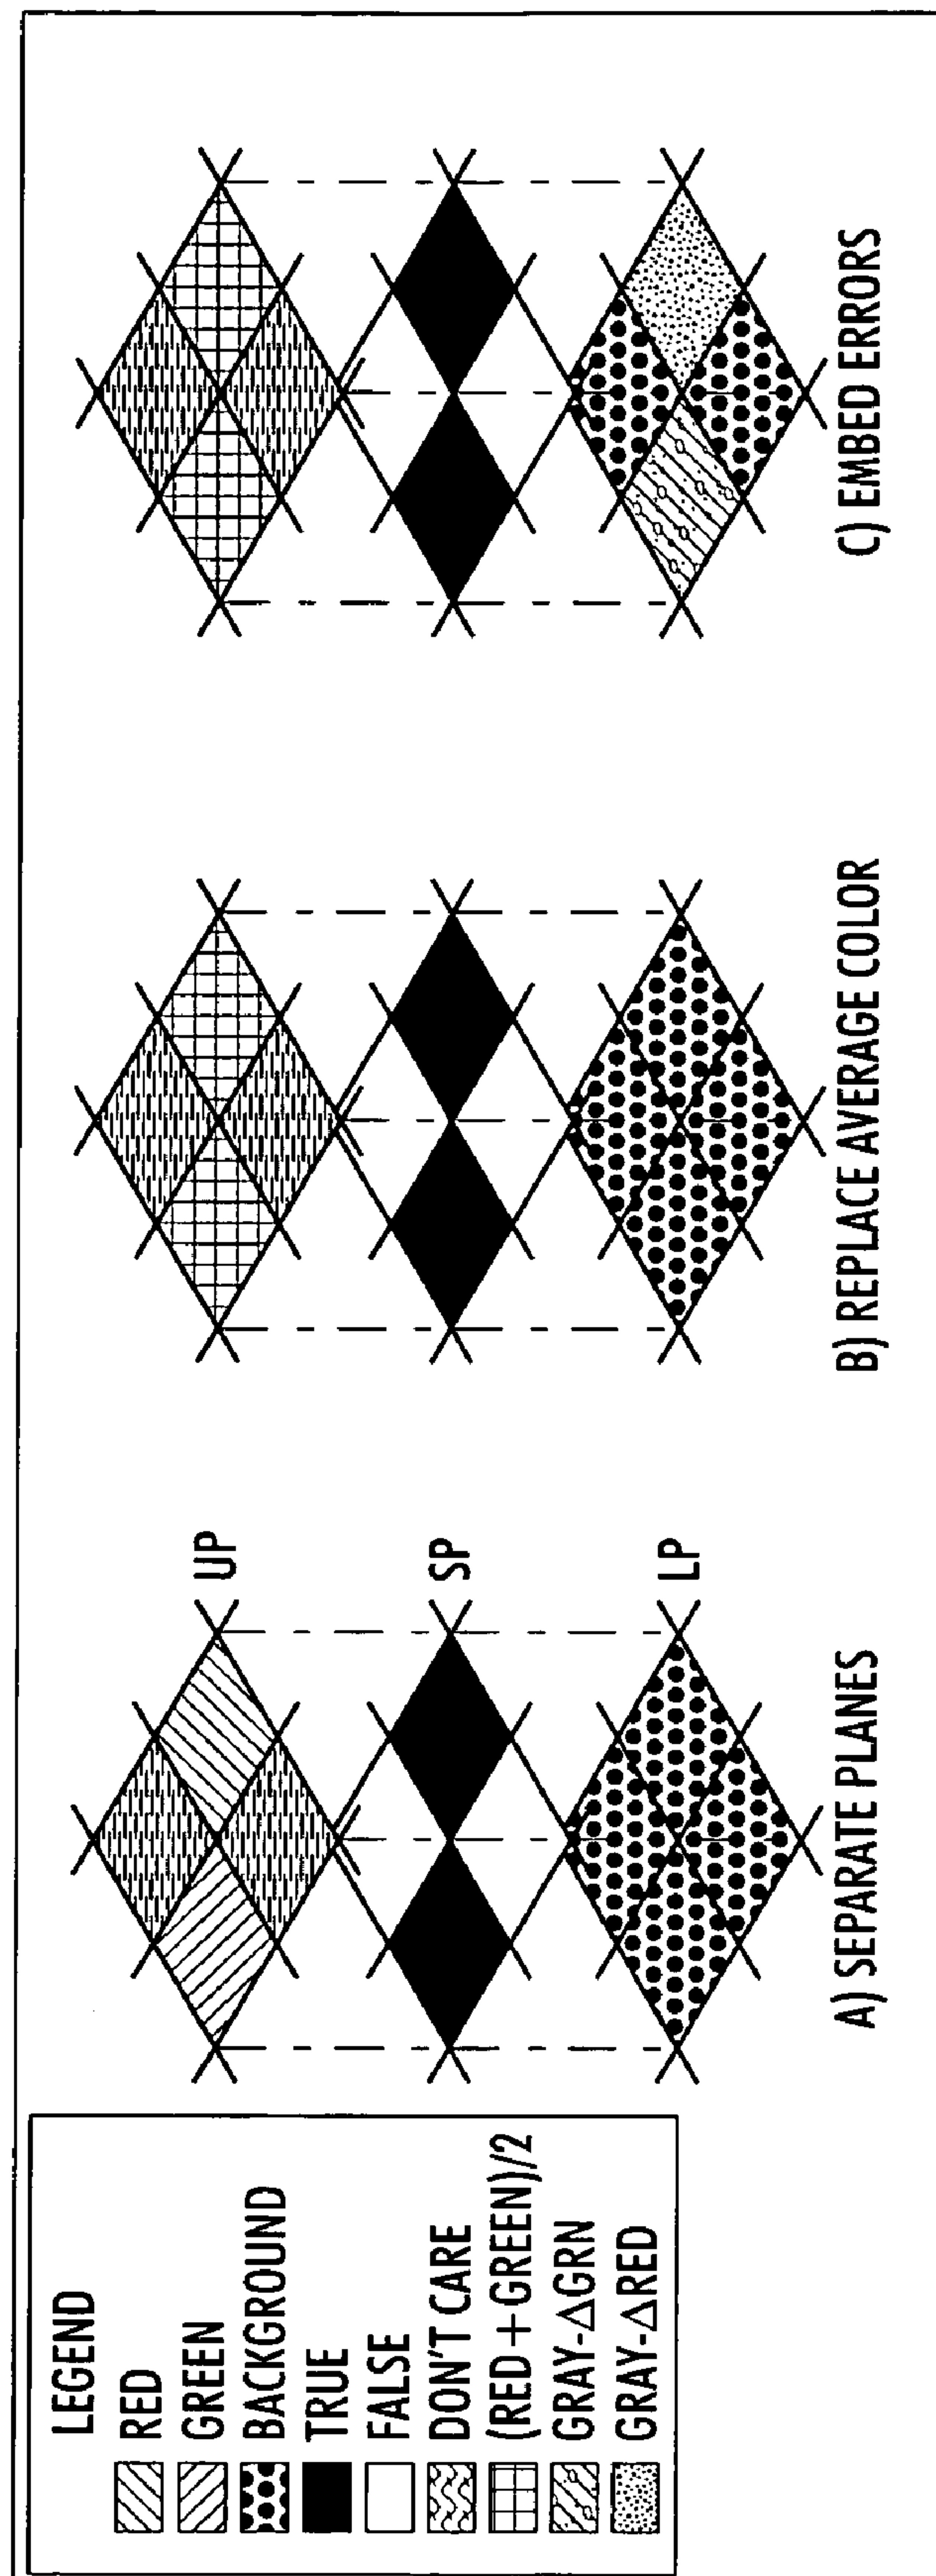 LEGEND
RED
GREEN
BACKGROUND
TRUE
FALSE
DON'T CARE
(RED+GREEN)/2
GRAY-ΔGRN
GRAY-ΔRED
UP
SP
LP
A) SEPARATE PLANES
B) REPLACE AVERAGE COLOR
C) EMBED ERRORS